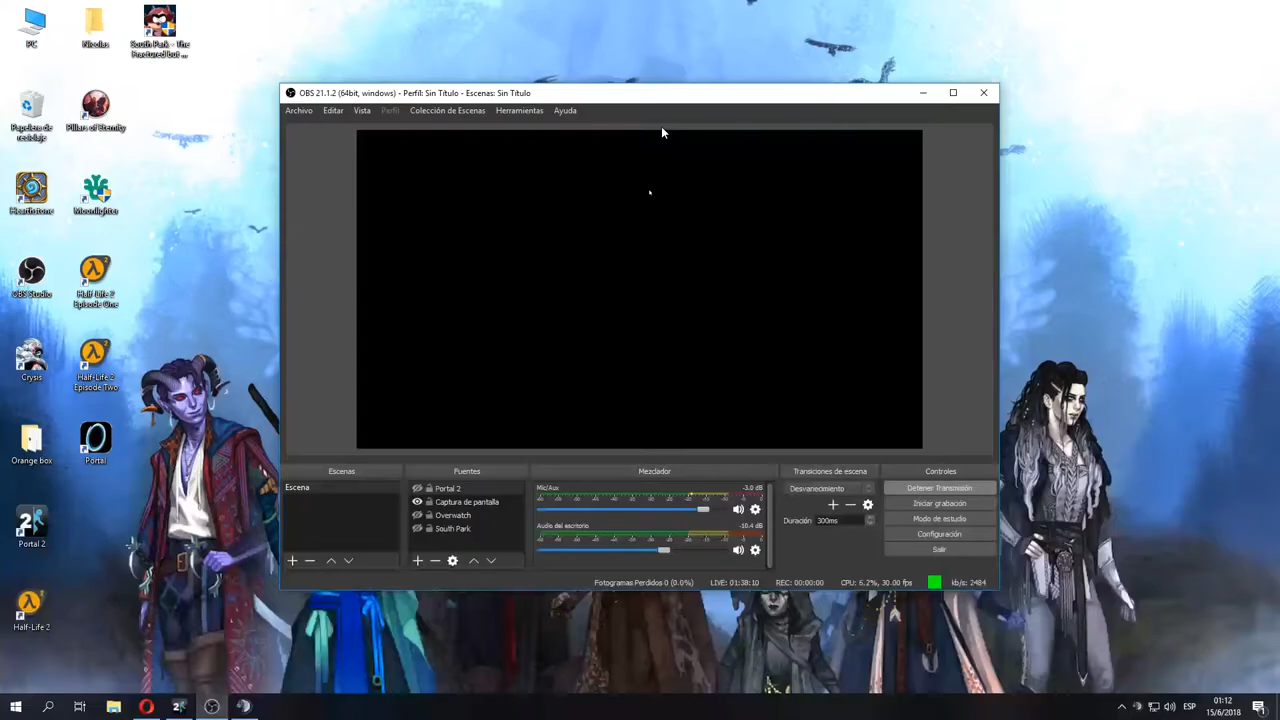 PC
Nicolas
South Park - The
Fractured but ...
Papelera de
reciclaje
Pillars of Eternity
Hearthstone
Moonlighter
OBS Studio
Half-Life 2
Episode One
Crysis
Half-Life 2
Episode Two
Orange box
Portal
Portal 2
Half-Life 2
OBS 21.1.2 (64bit, windows) - Perfil: Sin Título - Escenas: Sin Título
Archivo Editar Vista Perfil Colección de Escenas Herramientas Ayuda
Escenas Fuentes Mezclador Transiciones de escena Controles
Escena
Portal 2
Captura de pantalla
Overwatch
South Park
Mic/Aux -3.0 dB
Audio del escritorio -10.4 dB
Desvanecimiento
Duración 300ms
Detener Transmisión
Iniciar grabación
Modo de estudio
Configuración
Salir
Fotogramas Perdidos 0 (0.0%) LIVE: 01:38:10 REC: 00:00:00 CPU: 6.2%, 30.00 fps kb/s: 2484
ESP
01:12
15/6/2018